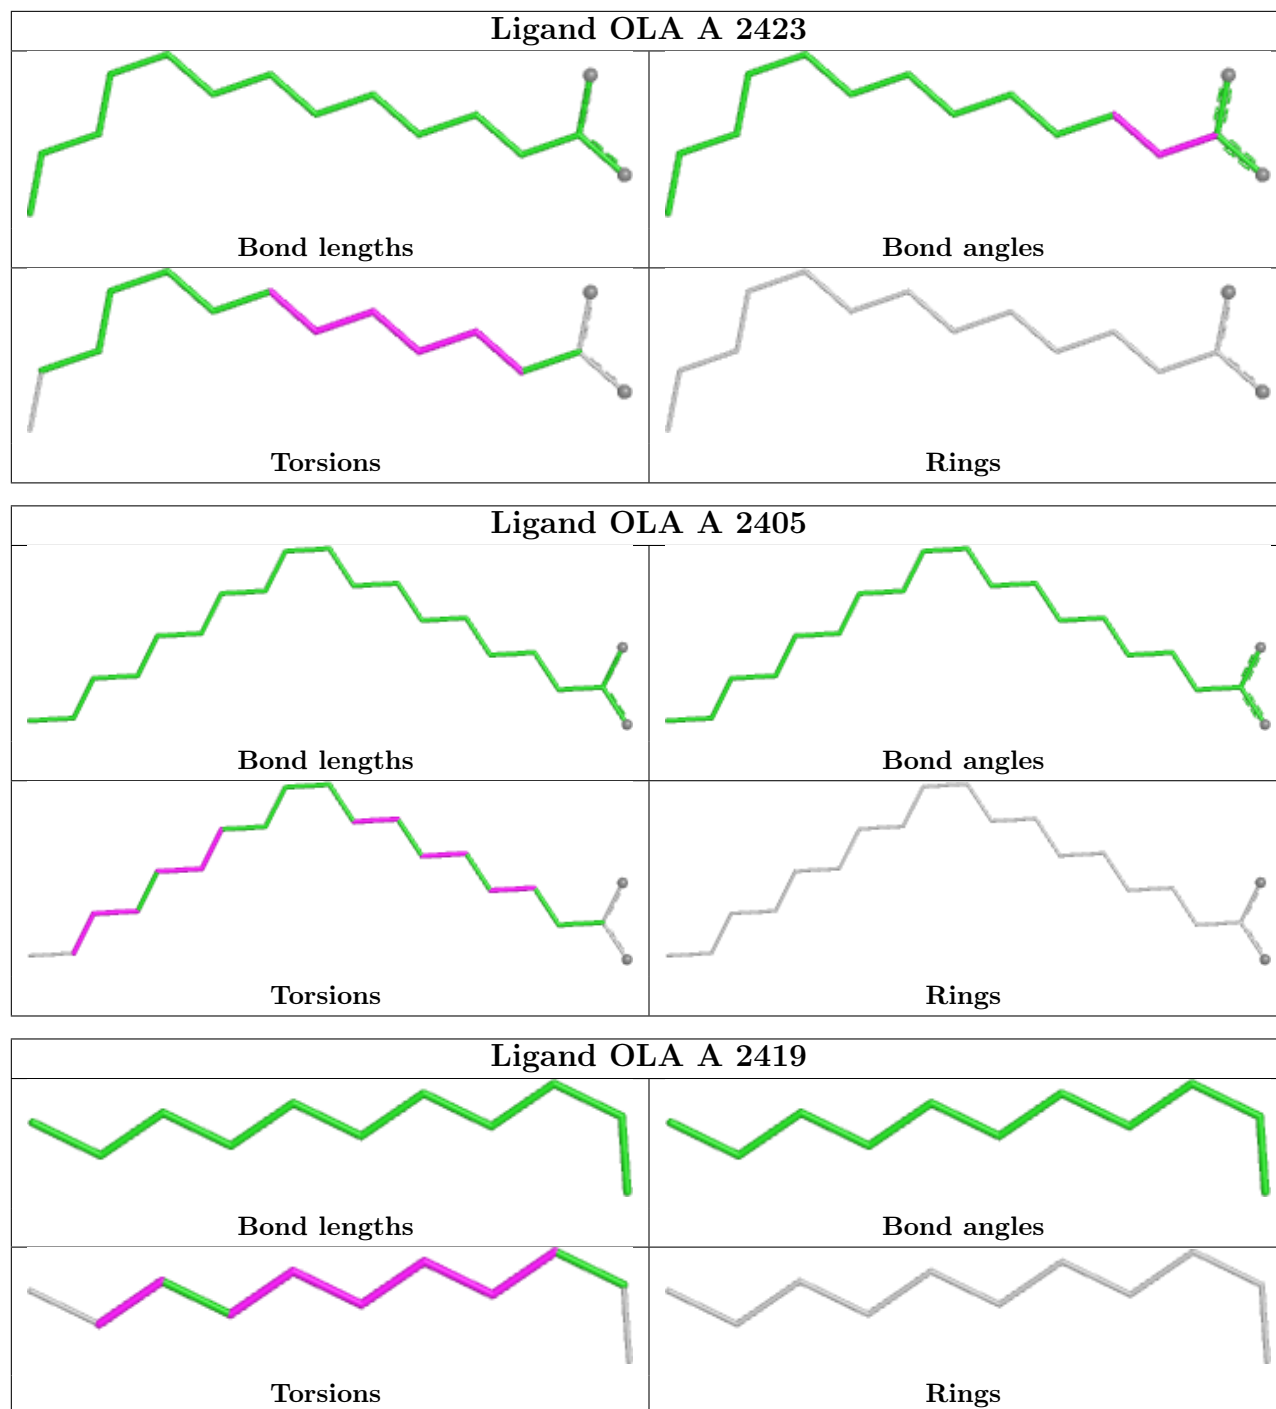 Ligand OLA A 2423
Bond lengths
Bond angles
Torsions
Rings
Ligand OLA A 2405
Bond lengths
Bond angles
Torsions
Rings
Ligand OLA A 2419
Bond lengths
Bond angles
Torsions
Rings